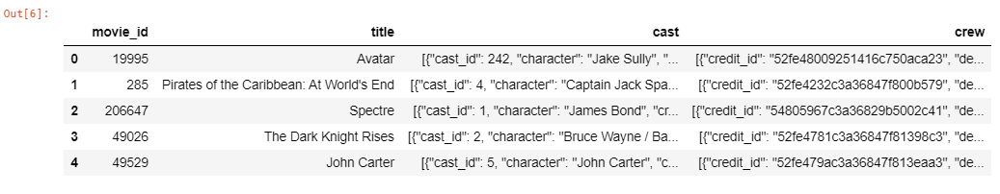 Out[6]:
movie_id title cast crew
0 19995 Avatar [{"cast_id": 242, "character": "Jake Sully", "... [{"credit_id": "52fe48009251416c750aca23", "de...
1 285 Pirates of the Caribbean: At World's End [{"cast_id": 4, "character": "Captain Jack Spa... [{"credit_id": "52fe4232c3a36847f800b579", "de...
2 206647 Spectre [{"cast_id": 1, "character": "James Bond", "cr... [{"credit_id": "54805967c3a36829b5002c41", "de...
3 49026 The Dark Knight Rises [{"cast_id": 2, "character": "Bruce Wayne / Ba... [{"credit_id": "52fe4781c3a36847f81398c3", "de...
4 49529 John Carter [{"cast_id": 5, "character": "John Carter", "c... [{"credit_id": "52fe479ac3a36847f813eaa3", "de...